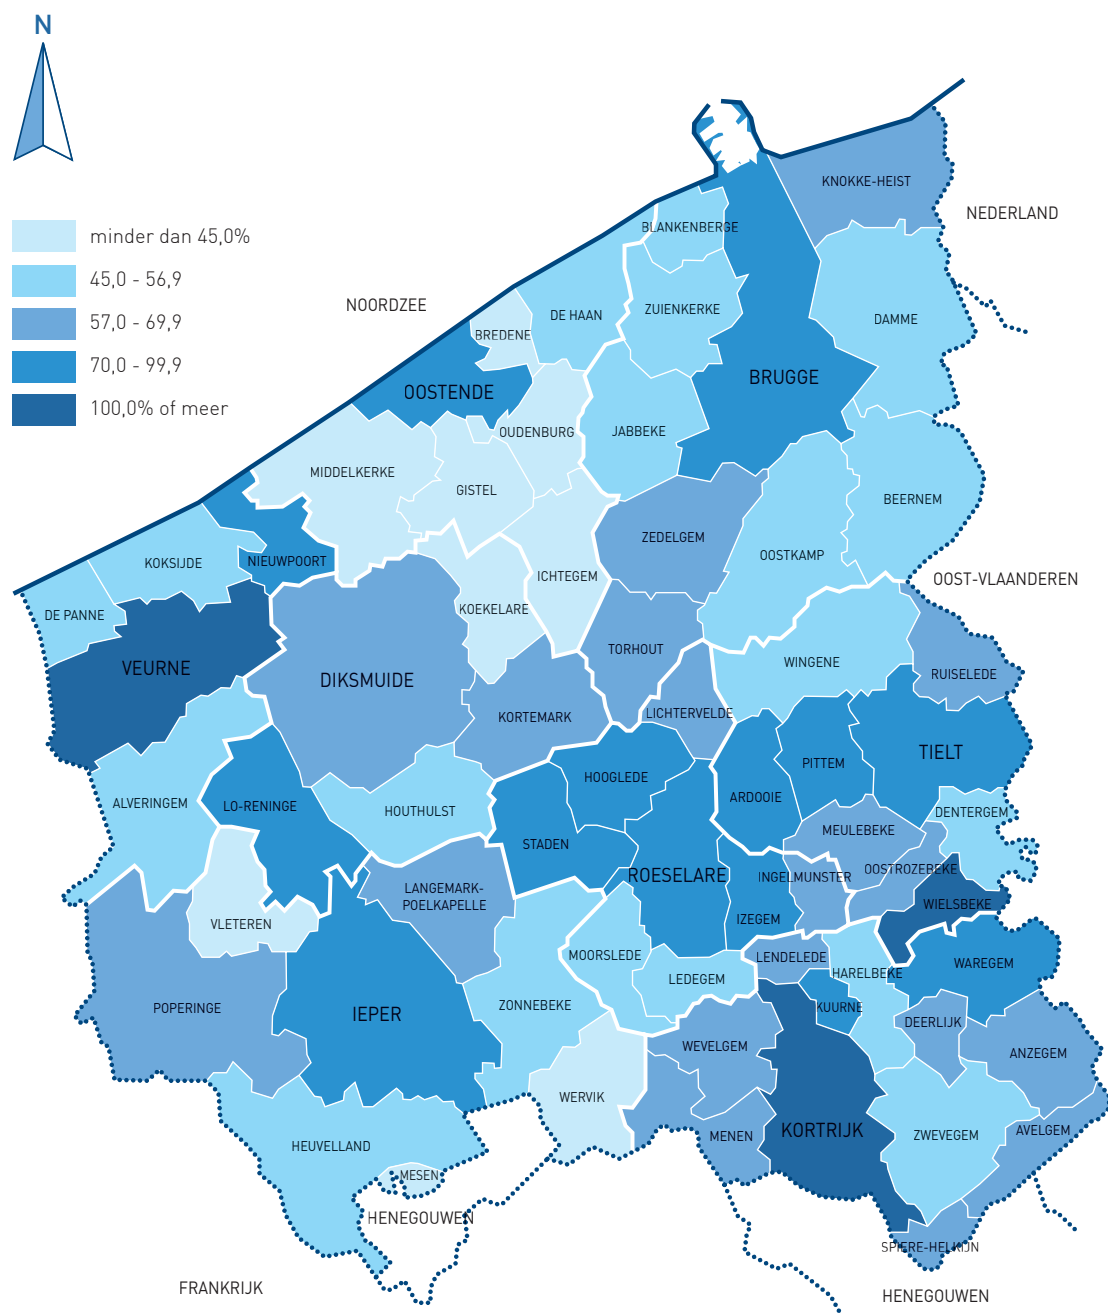 N
KNOKKE-HEIST
NEDERLAND
BLANKENBERGE
minder dan 45,0%
45,0 - 56,9
57,0 - 69,9
70,0 - 99,9
100,0% of meer
NOORDZEE
DE HAAN
ZUIENKERKE
DAMME
BREDENE
BRUGGE
OOSTENDE
OUDENBURG
JABBEKE
MIDDELKERKE
GISTEL
BEERNEM
ZEDELGEM
OOSTKAMP
KOKSIJDE
NIEUWPOORT
ICHTEGEM
OOST-VLAANDEREN
DE PANNE
KOEKELARE
TORHOUT
WINGENE
VEURNE
DIKSMUIDE
RUISELEDE
KORTEMARK
LICHTERVELDE
TIELT
PITTEM
HOOGLEDE
ARDOOIE
ALVERINGEM
LO-RENINGE
HOUTHULST
DENTERGEM
MEULEBEKE
STADEN
OOSTROZEBEKE
ROESELARE
INGELMUNSTER
LANGEMARK-
POELKAPELLE
WIELSBEKE
IZEGEM
VLETEREN
MOORSLEDE
LENDELEDE
WAREGEM
HARELBEKE
LEDEGEM
POPERINGE
IEPER
ZONNEBEKE
KUURNE
DEERLIJK
WEVELGEM
ANZEGEM
WERVIK
KORTRIJK
MENEN
ZWEVEGEM
AVELGEM
HEUVELLAND
MESEN
HENEGOUWEN
SPIERE-HELKIJN
FRANKRIJK
HENEGOUWEN